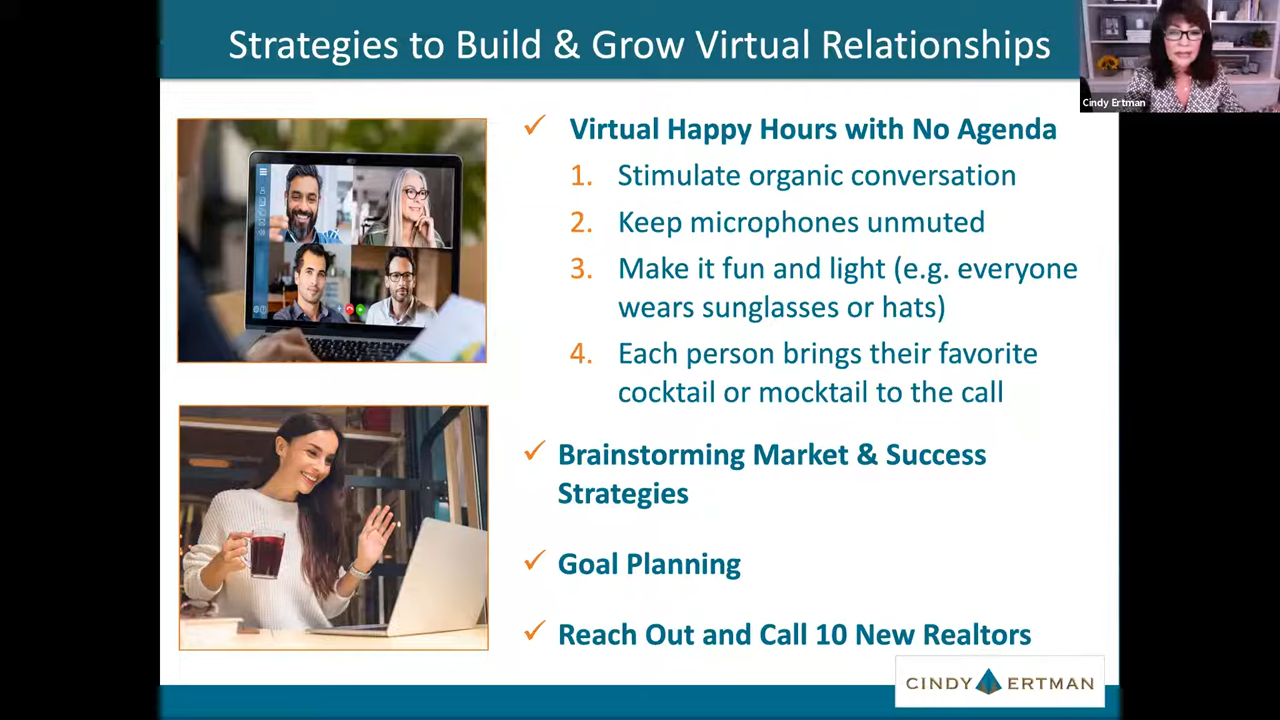 Strategies to Build & Grow Virtual Relationships
Cindy Ertman
✓ Virtual Happy Hours with No Agenda
1. Stimulate organic conversation
2. Keep microphones unmuted
3. Make it fun and light (e.g. everyone
wears sunglasses or hats)
4. Each person brings their favorite
cocktail or mocktail to the call
✓ Brainstorming Market & Success
Strategies
✓ Goal Planning
✓ Reach Out and Call 10 New Realtors
CINDY ERTMAN